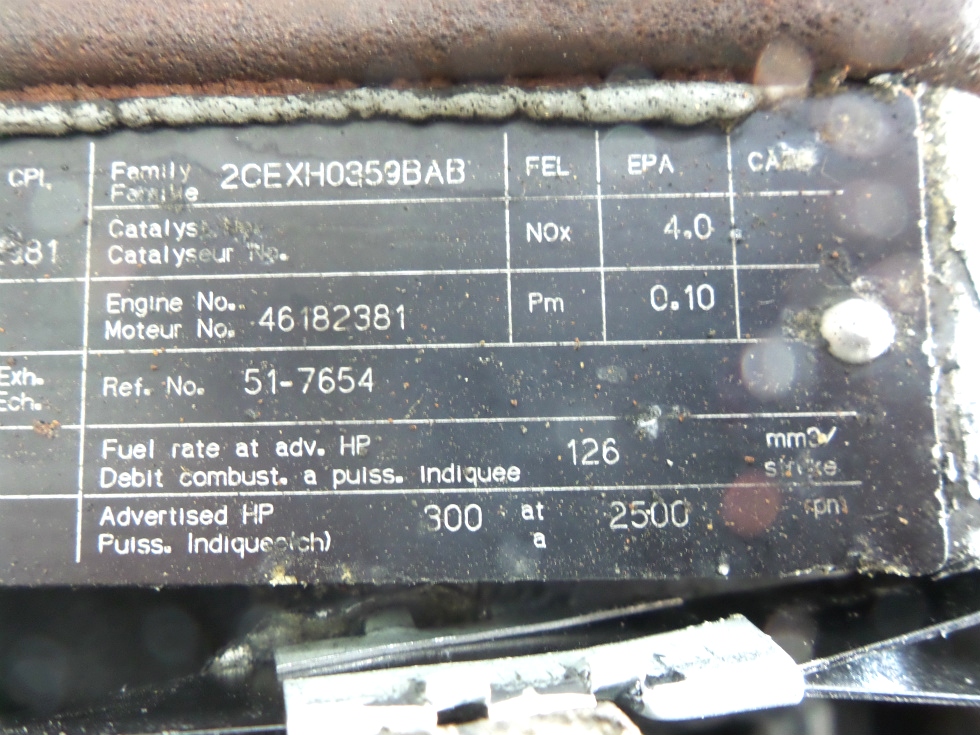 CPL Family 2CEXH0359BAB FEL EPA
Famille
Catalyst No.
Catalyseur No. NOx 4.0
Engine No. 46182381 Pm 0.10
Moteur No.
Exh. Ref. No. 51-7654
Ech.
Fuel rate at adv. HP 126 mm3/
Debit combust. a puiss. indiquee stroke
Advertised HP 300 at 2500 rpm
Puiss. indiquee(ch) a